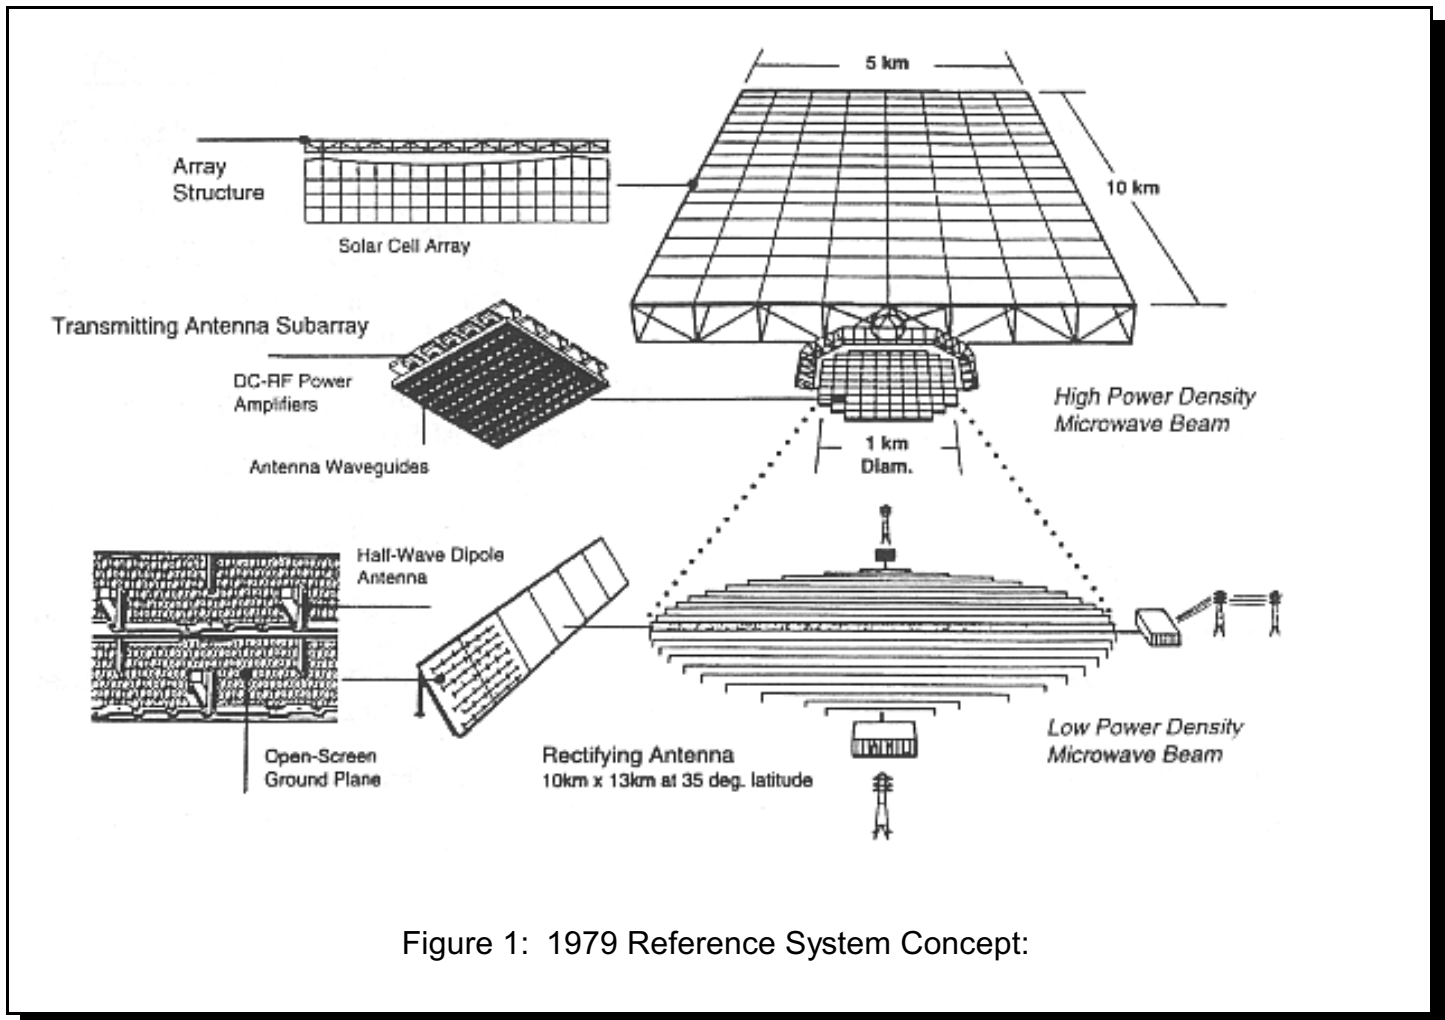 5 km
10 km
Array
Structure
Solar Cell Array
Transmitting Antenna Subarray
DC-RF Power
Amplifiers
Antenna Waveguides
High Power Density
Microwave Beam
1 km
Diam.
Half-Wave Dipole
Antenna
Open-Screen
Ground Plane
Rectifying Antenna
10km x 13km at 35 deg. latitude
Low Power Density
Microwave Beam
Figure 1:  1979 Reference System Concept: